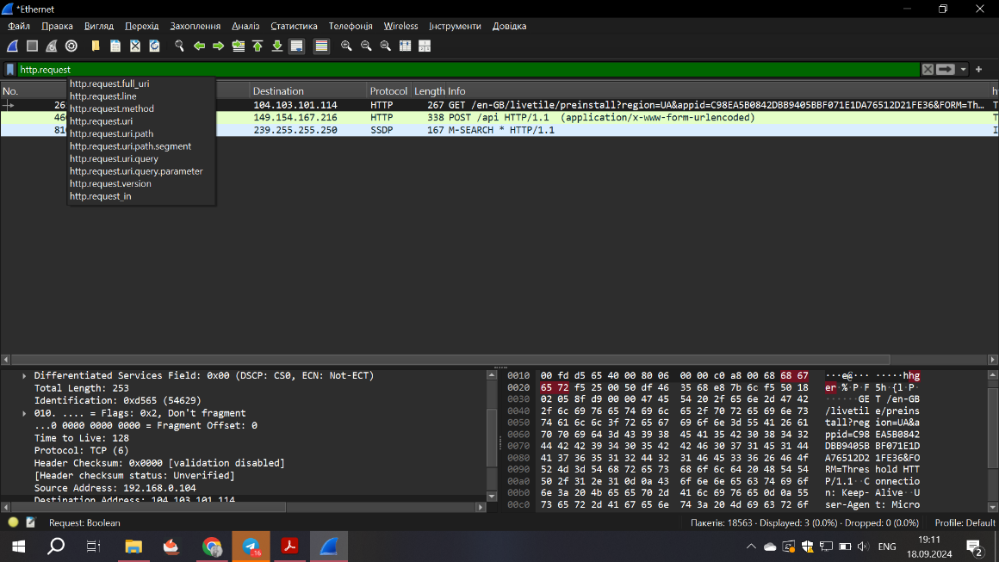 *Ethernet
Файл Правка Вигляд Перехід Захоплення Аналіз Статистика Телефонія Wireless Інструменти Довідка
http.request
http.request.full_uri
http.request.line
http.request.method
http.request.uri
http.request.uri.path
http.request.uri.path.segment
http.request.uri.query
http.request.uri.query.parameter
http.request.version
http.request_in
No. Destination Protocol Length Info
104.103.101.114 HTTP 267 GET /en-GB/livetile/preinstall?region=UA&appid=C98EA5B0842DBB9405BBF071E1DA76512D21FE36&FORM=Th…
149.154.167.216 HTTP 338 POST /api HTTP/1.1 (application/x-www-form-urlencoded)
239.255.255.250 SSDP 167 M-SEARCH * HTTP/1.1
Differentiated Services Field: 0x00 (DSCP: CS0, ECN: Not-ECT)
Total Length: 253
Identification: 0xd565 (54629)
010. .... = Flags: 0x2, Don't fragment
...0 0000 0000 0000 = Fragment Offset: 0
Time to Live: 128
Protocol: TCP (6)
Header Checksum: 0x0000 [validation disabled]
[Header checksum status: Unverified]
Source Address: 192.168.0.104
Destination Address: 104.103.101.114
0010 00 fd d5 65 40 00 80 06 00 00 c0 a8 00 68 68 67 ···e@··· ·····hhg
0020 65 72 f5 25 00 50 df 46 35 68 e8 7b 6c f5 50 18 er·%·P·F 5h·{l·P·
0030 02 05 8f d9 00 00 47 45 54 20 2f 65 6e 2d 47 42 ······GE T /en-GB
0040 2f 6c 69 76 65 74 69 6c 65 2f 70 72 65 69 6e 73 /livetil e/preins
0050 74 61 6c 6c 3f 72 65 67 69 6f 6e 3d 55 41 26 61 tall?reg ion=UA&a
0060 70 70 69 64 3d 43 39 38 45 41 35 42 30 38 34 32 ppid=C98 EA5B0842
0070 44 42 42 39 34 30 35 42 42 46 30 37 31 45 31 44 DBB9405B BF071E1D
0080 41 37 36 35 31 32 44 32 31 46 45 33 36 26 46 4f A76512D2 1FE36&FO
0090 52 4d 3d 54 68 72 65 73 68 6f 6c 64 20 48 54 54 RM=Thres hold HTT
00a0 50 2f 31 2e 31 0d 0a 43 6f 6e 6e 65 63 74 69 6f P/1.1··C onnectio
00b0 6e 3a 20 4b 65 65 70 2d 41 6c 69 76 65 0d 0a 55 n: Keep- Alive··U
00c0 73 65 72 2d 41 67 65 6e 74 3a 20 4d 69 63 72 6f ser-Agen t: Micro
Request: Boolean
Пакетів: 18563 · Displayed: 3 (0.0%) · Dropped: 0 (0.0%) Profile: Default
16
ENG
19:11
18.09.2024
2